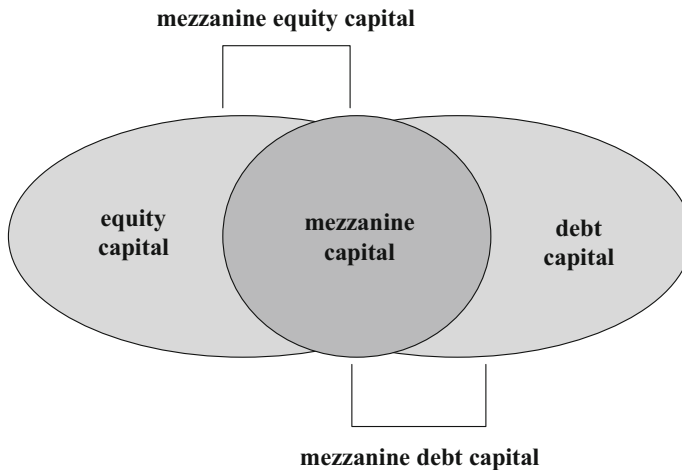 mezzanine equity capital
equity
capital
mezzanine
capital
debt
capital
mezzanine debt capital